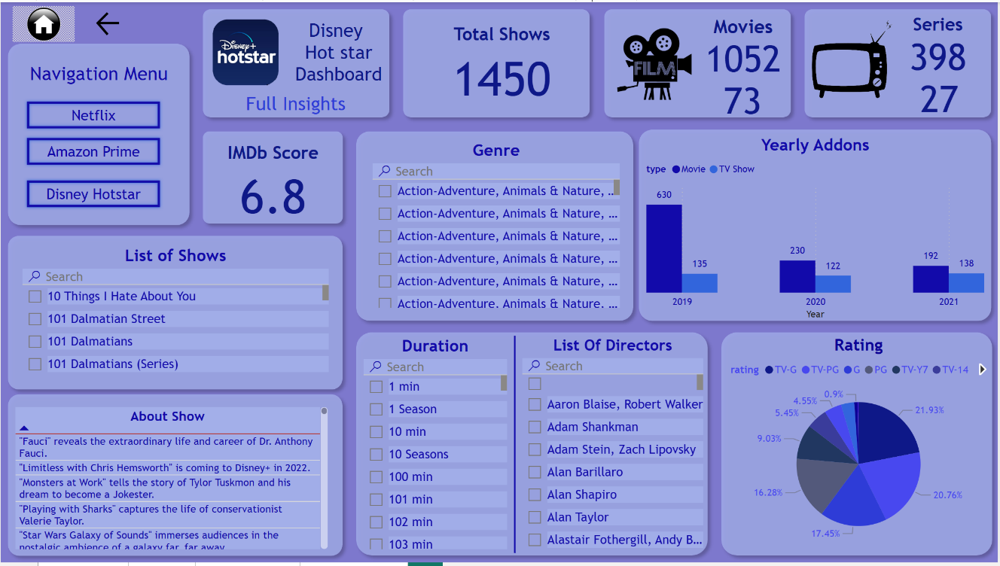 Disney+
hotstar
Disney
Hot star
Dashboard
Full Insights
Total Shows
1450
FILM
Movies
1052
73
Series
398
27
Navigation Menu
Netflix
Amazon Prime
Disney Hotstar
IMDb Score
6.8
Genre
Search
Action-Adventure, Animals & Nature, ...
Action-Adventure, Animals & Nature, ...
Action-Adventure, Animals & Nature, ...
Action-Adventure, Animals & Nature, ...
Action-Adventure, Animals & Nature, ...
Action-Adventure, Animals & Nature, ...
Yearly Addons
type Movie TV Show
630
135
230
122
192
138
2019
2020
2021
Year
List of Shows
Search
10 Things I Hate About You
101 Dalmatian Street
101 Dalmatians
101 Dalmatians (Series)
About Show
"Fauci" reveals the extraordinary life and career of Dr. Anthony
Fauci.
"Limitless with Chris Hemsworth" is coming to Disney+ in 2022.
"Monsters at Work" tells the story of Tylor Tuskmon and his
dream to become a Jokester.
"Playing with Sharks" captures the life of conservationist
Valerie Taylor.
"Star Wars Galaxy of Sounds" immerses audiences in the
nostalgic ambience of a galaxy far, far away.
Duration
Search
1 min
1 Season
10 min
10 Seasons
100 min
101 min
102 min
103 min
List Of Directors
Search
Aaron Blaise, Robert Walker
Adam Shankman
Adam Stein, Zach Lipovsky
Alan Barillaro
Alan Shapiro
Alan Taylor
Alastair Fothergill, Andy B...
Rating
rating TV-G TV-PG G PG TV-Y7 TV-14
0.9%
4.55%
5.45%
9.03%
16.28%
17.45%
20.76%
21.93%